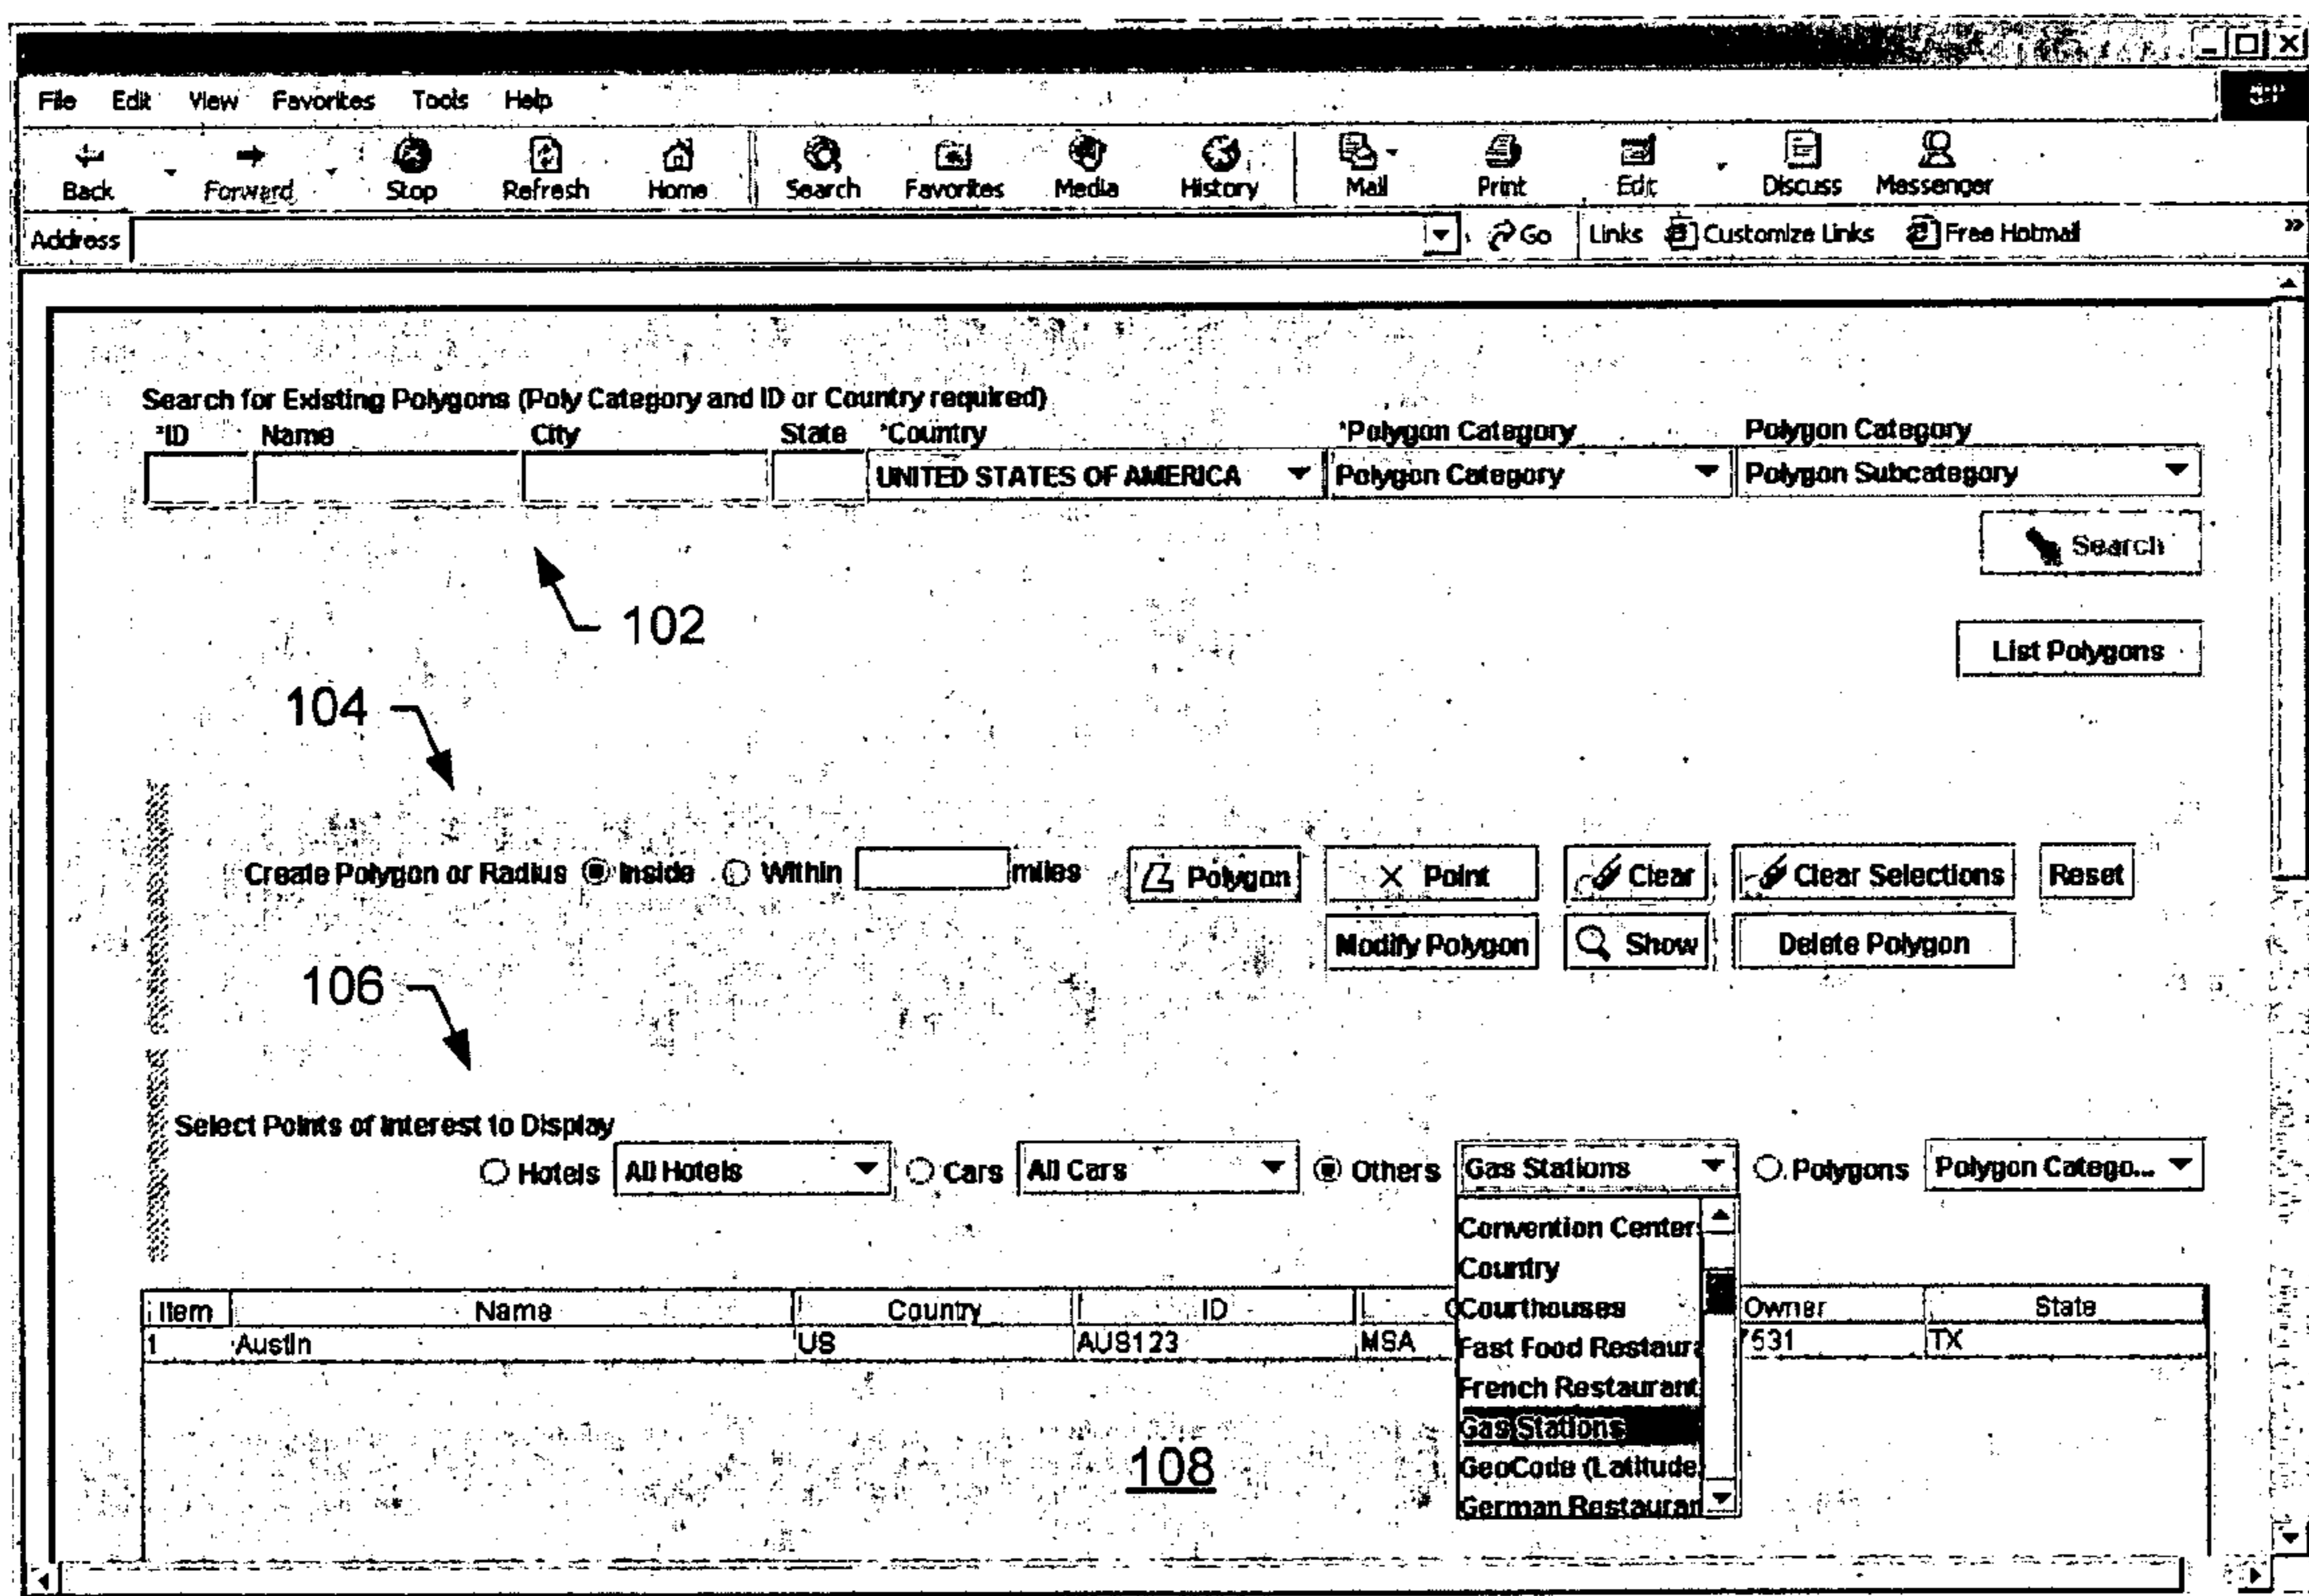 File Edit View Favorites Tools Help
Back Forward Stop Refresh Home Search Favorites Media History Mail Print Edit Discuss Messenger
Address Go Links Customize Links Free Hotmail »
Search for Existing Polygons (Poly Category and ID or Country required)
*ID Name City State *Country *Polygon Category Polygon Category
UNITED STATES OF AMERICA Polygon Category Polygon Subcategory
Search
102
List Polygons
104
Create Polygon or Radius Inside Within miles Polygon Point Clear Clear Selections Reset
Modify Polygon Show Delete Polygon
106
Select Points of Interest to Display
Hotels All Hotels Cars All Cars Others Gas Stations Polygons Polygon Catego...
Convention Center
Country
Courthouses
Fast Food Restaura
French Restaurant
Gas Stations
GeoCode (Latitude
German Restauran
Item Name Country ID Owner State
1 Austin US AUS123 MSA 7531 TX
108